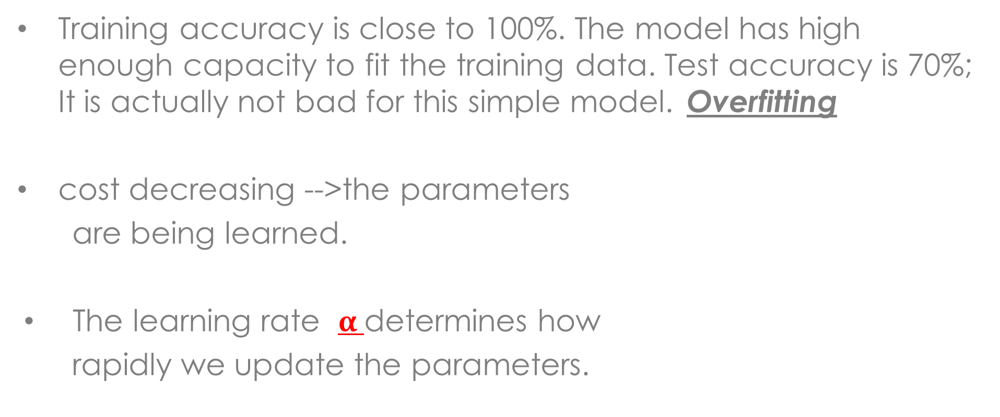 • Training accuracy is close to 100%. The model has high
enough capacity to fit the training data. Test accuracy is 70%;
It is actually not bad for this simple model. Overfitting
• cost decreasing -->the parameters
are being learned.
• The learning rate α determines how
rapidly we update the parameters.